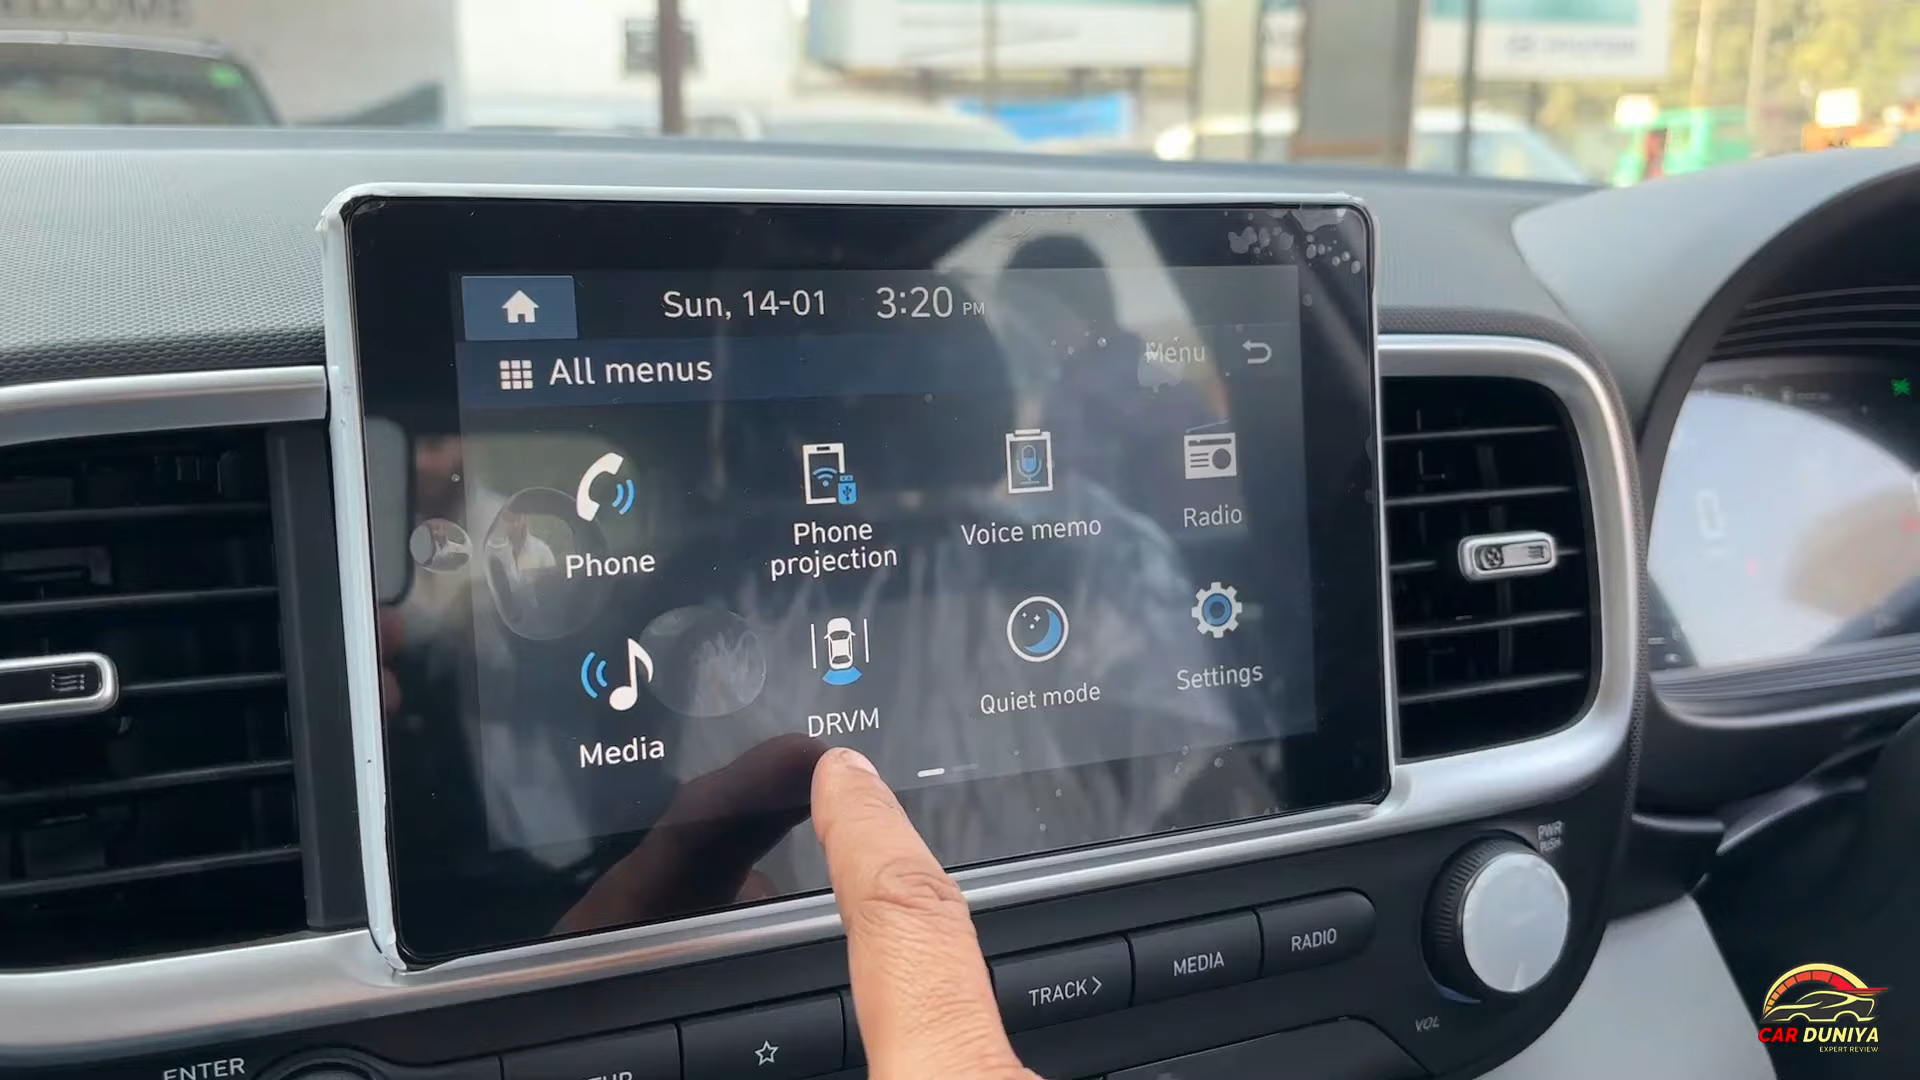 WELCOME
Sun, 14-01 3:20 PM
All menus
Menu
Phone
Phone
projection
Voice memo
Radio
Media
DRVM
Quiet mode
Settings
PWR
PUSH
TRACK>
MEDIA
RADIO
VOL
ENTER
CAR DUNIYA
EXPERT REVIEW